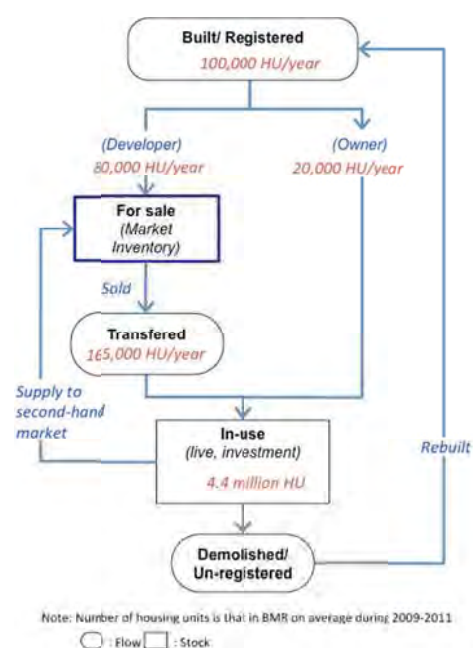 Built/ Registered
100,000 HU/year
(Developer)
80,000 HU/year
(Owner)
20,000 HU/year
For sale
(Market
Inventory)
Sold
Transfered
165,000 HU/year
Supply to
second-hand
market
In-use
(live, investment)
4.4 million HU
Rebuilt
Demolished/
Un-registered
Note: Number of housing units is that in BMR on average during 2009-2011
: Flow : Stock